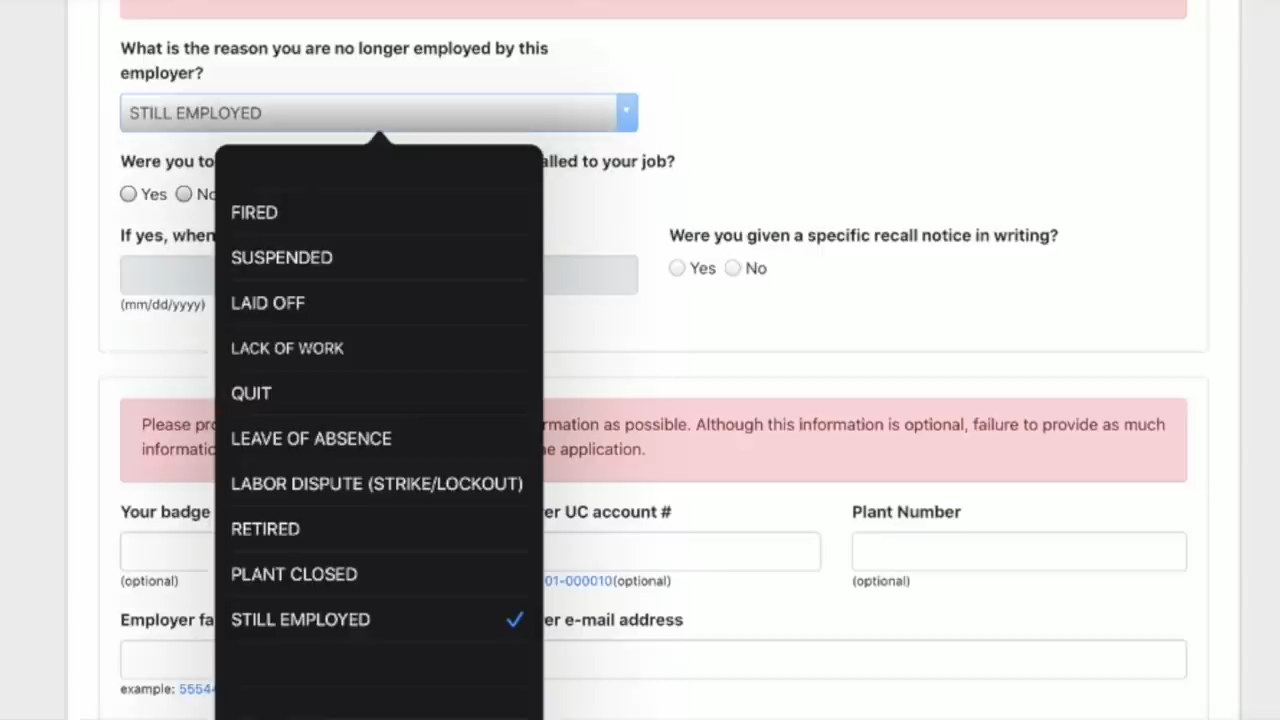 What is the reason you are no longer employed by this
employer?
STILL EMPLOYED
Were you to
alled to your job?
Yes No
If yes, when
Were you given a specific recall notice in writing?
Yes No
(mm/dd/yyyy)
FIRED
SUSPENDED
LAID OFF
LACK OF WORK
QUIT
LEAVE OF ABSENCE
LABOR DISPUTE (STRIKE/LOCKOUT)
RETIRED
PLANT CLOSED
STILL EMPLOYED
Please pro
rmation as possible. Although this information is optional, failure to provide as much
informatio
e application.
Your badge
er UC account #
Plant Number
(optional)
01-000010(optional)
(optional)
Employer fa
er e-mail address
example: 55544